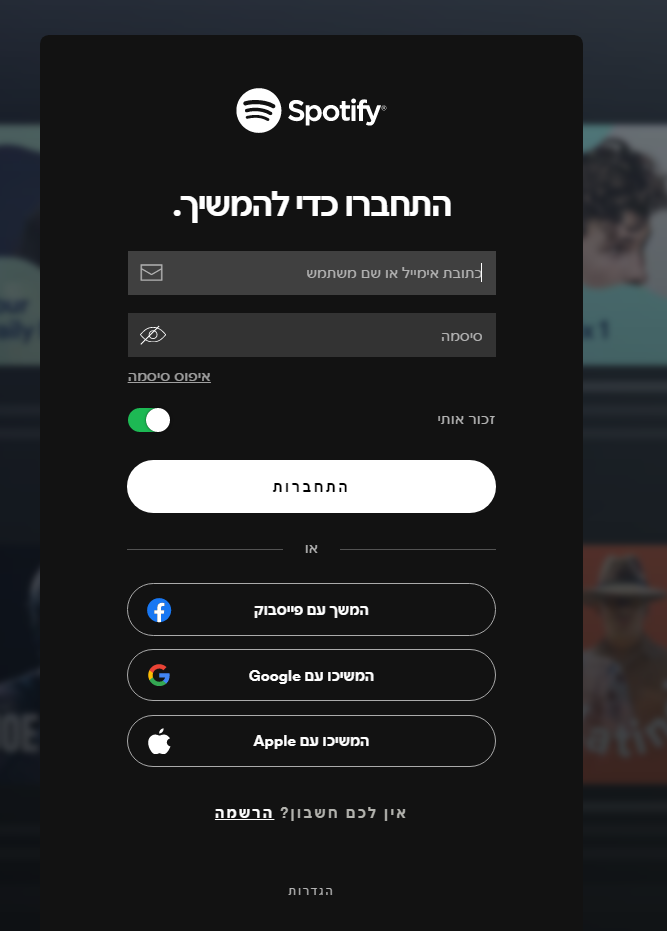 Spotify®
התחברו כדי להמשיך.
כתובת אימייל או שם משתמש
סיסמה
איפוס סיסמה
זכור אותי
התחברות
או
המשך עם פייסבוק
המשיכו עם Google
המשיכו עם Apple
אין לכם חשבון? הרשמה
הגדרות